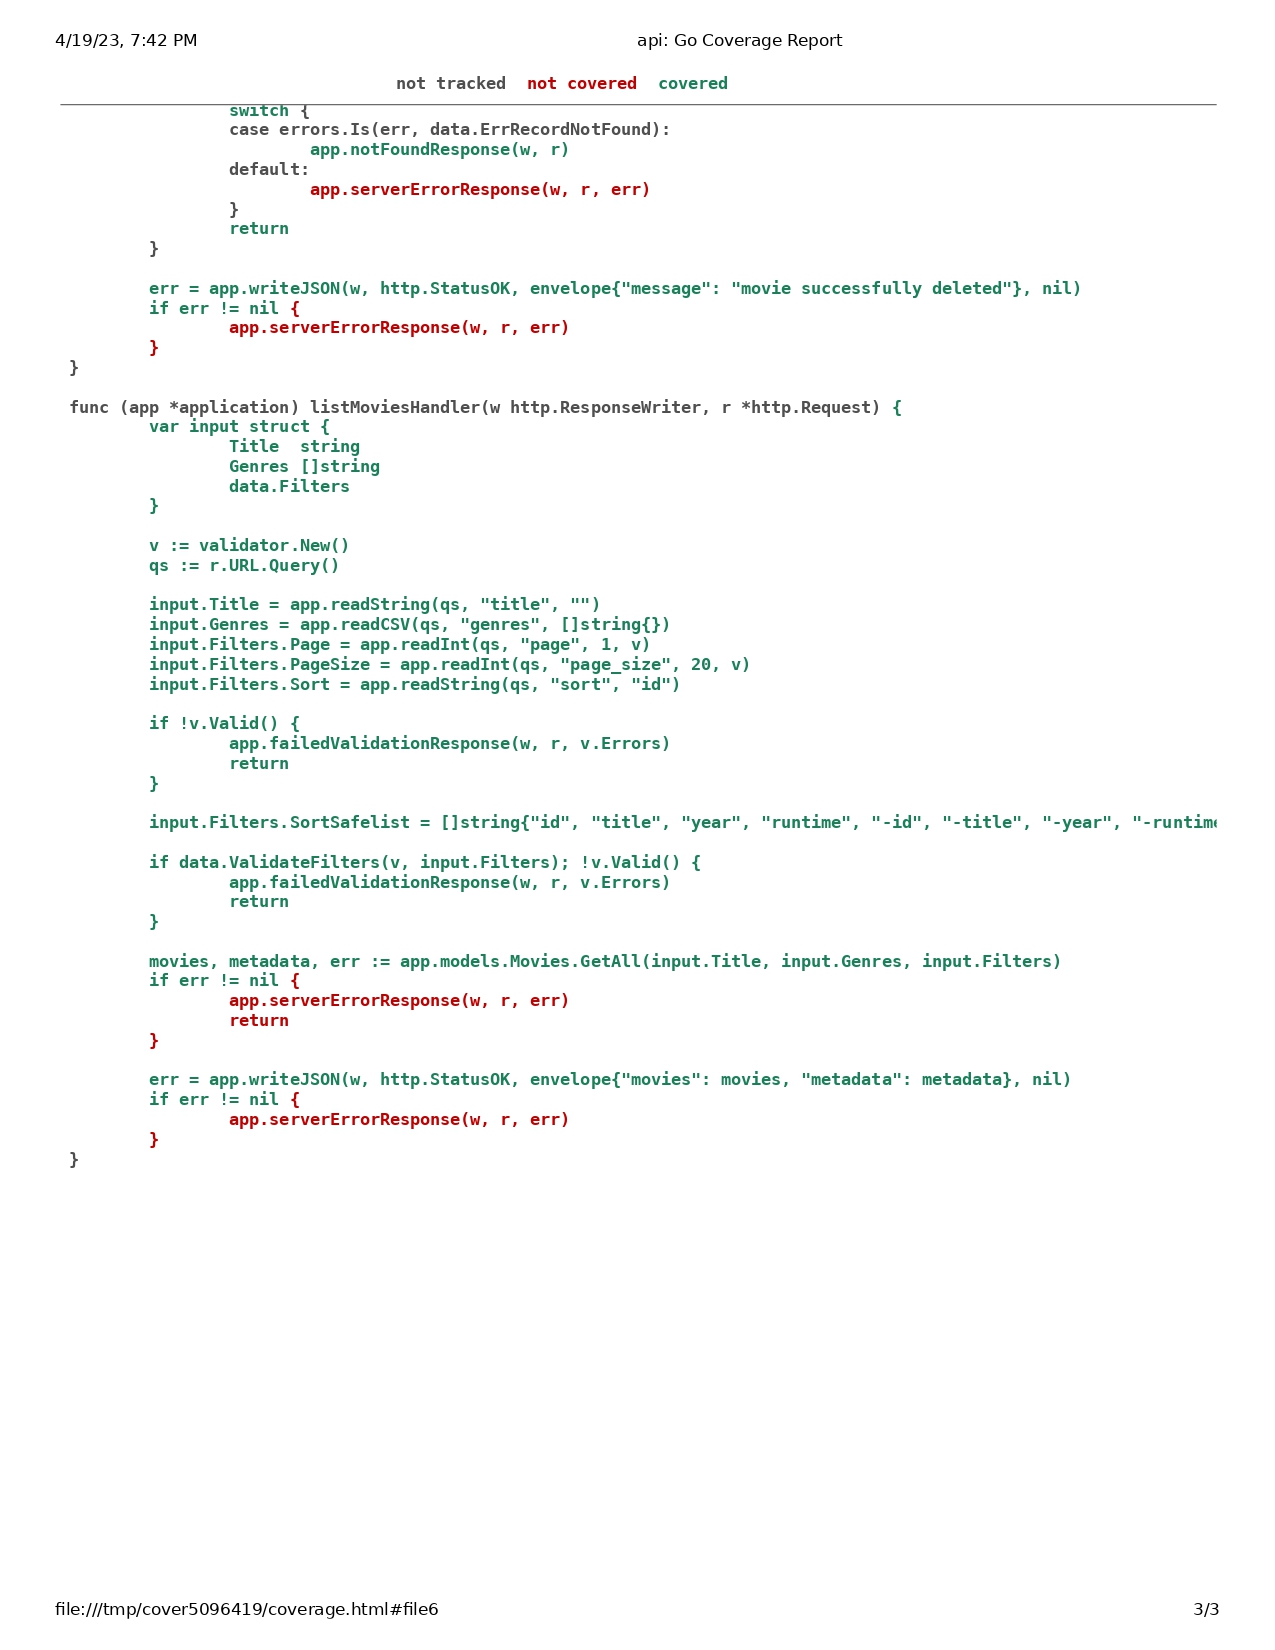 4/19/23, 7:42 PM api: Go Coverage Report
not tracked not covered covered
switch {
case errors.Is(err, data.ErrRecordNotFound):
app.notFoundResponse(w, r)
default:
app.serverErrorResponse(w, r, err)
}
return
}
err = app.writeJSON(w, http.StatusOK, envelope{"message": "movie successfully deleted"}, nil)
if err != nil {
app.serverErrorResponse(w, r, err)
}
}
func (app *application) listMoviesHandler(w http.ResponseWriter, r *http.Request) {
var input struct {
Title  string
Genres []string
data.Filters
}
v := validator.New()
qs := r.URL.Query()
input.Title = app.readString(qs, "title", "")
input.Genres = app.readCSV(qs, "genres", []string{})
input.Filters.Page = app.readInt(qs, "page", 1, v)
input.Filters.PageSize = app.readInt(qs, "page_size", 20, v)
input.Filters.Sort = app.readString(qs, "sort", "id")
if !v.Valid() {
app.failedValidationResponse(w, r, v.Errors)
return
}
input.Filters.SortSafelist = []string{"id", "title", "year", "runtime", "-id", "-title", "-year", "-runtime
if data.ValidateFilters(v, input.Filters); !v.Valid() {
app.failedValidationResponse(w, r, v.Errors)
return
}
movies, metadata, err := app.models.Movies.GetAll(input.Title, input.Genres, input.Filters)
if err != nil {
app.serverErrorResponse(w, r, err)
return
}
err = app.writeJSON(w, http.StatusOK, envelope{"movies": movies, "metadata": metadata}, nil)
if err != nil {
app.serverErrorResponse(w, r, err)
}
}
file:///tmp/cover5096419/coverage.html#file6 3/3